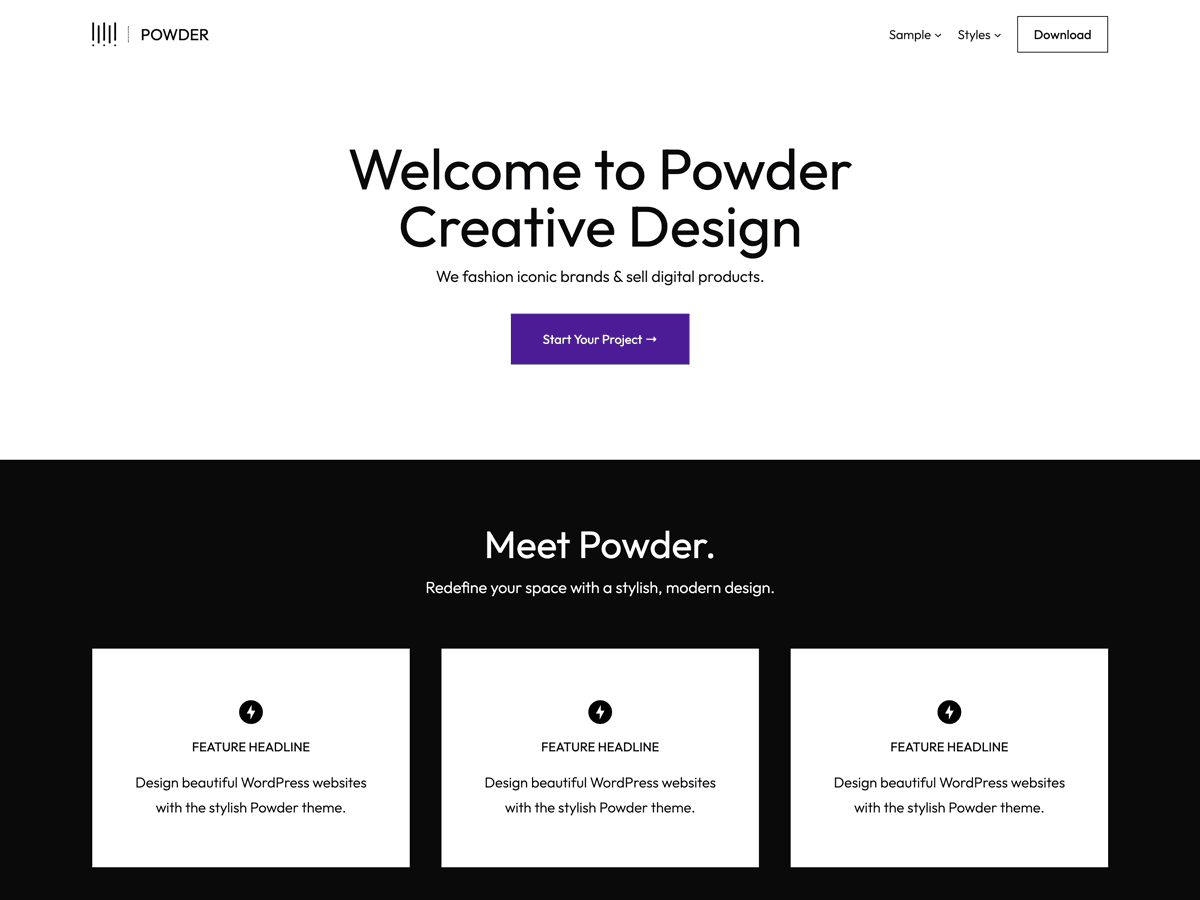 POWDER
Sample
Styles
Download
Welcome to Powder
Creative Design
We fashion iconic brands & sell digital products.
Start Your Project →
Meet Powder.
Redefine your space with a stylish, modern design.
FEATURE HEADLINE
Design beautiful WordPress websites
with the stylish Powder theme.
FEATURE HEADLINE
Design beautiful WordPress websites
with the stylish Powder theme.
FEATURE HEADLINE
Design beautiful WordPress websites
with the stylish Powder theme.